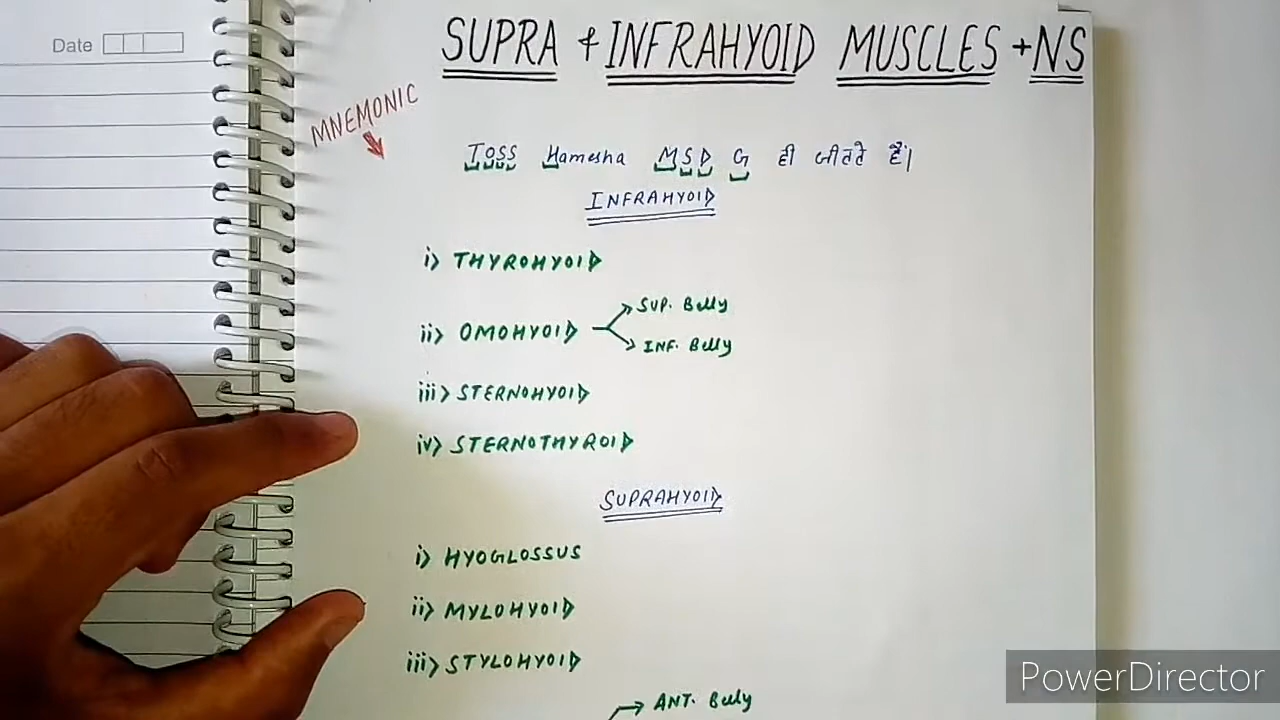 Date
SUPRA & INFRAHYOID MUSCLES + NS
MNEMONIC
TOSS Hamesha MSD G ही जीतते हैं।
INFRAHYOID
i> THYROHYOID
SUP. Belly
ii> OMOHYOID
INF. Belly
iii> STERNOHYOID
iv> STERNOTHYROID
SUPRAHYOID
i> HYOGLOSSUS
ii> MYLOHYOID
iii> STYLOHYOID
ANT. Belly
PowerDirector